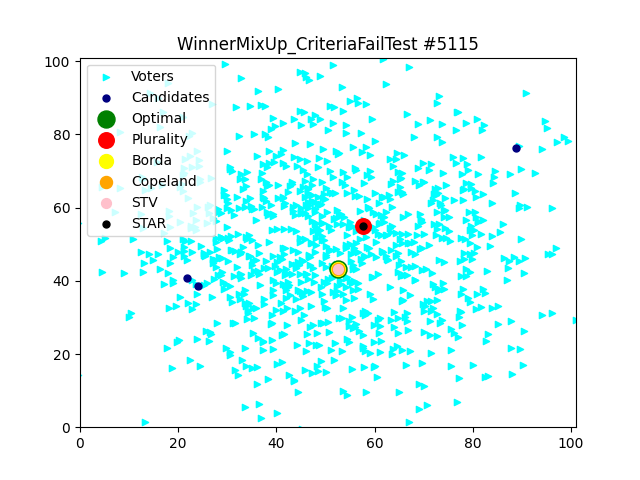 WinnerMixUp_CriteriaFailTest #5115
100
80
60
40
20
0
0
20
40
60
80
100
Voters
Candidates
Optimal
Plurality
Borda
Copeland
STV
STAR